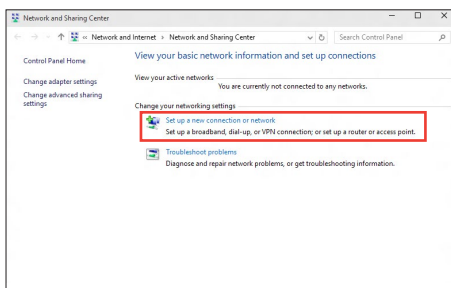 Network and Sharing Center
« Network and Internet › Network and Sharing Center
Search Control Panel
Control Panel Home
View your basic network information and set up connections
Change adapter settings
View your active networks
Change advanced sharing settings
You are currently not connected to any networks.
Change your networking settings
Set up a new connection or network
Set up a broadband, dial-up, or VPN connection; or set up a router or access point.
Troubleshoot problems
Diagnose and repair network problems, or get troubleshooting information.